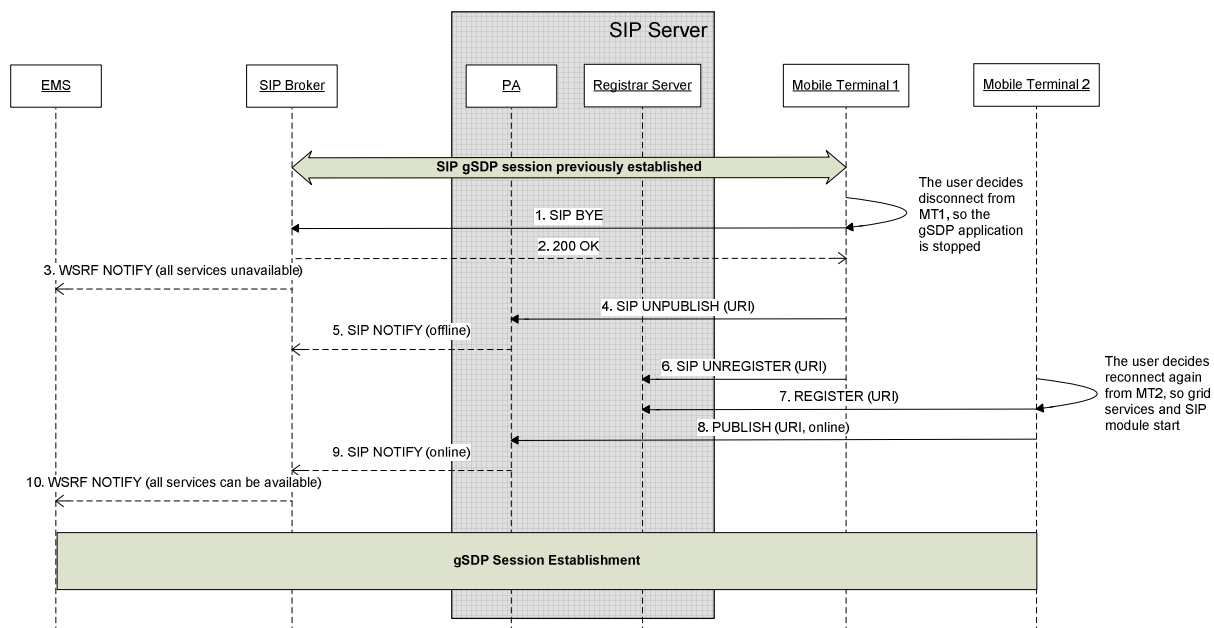 SIP Server
EMS
SIP Broker
PA
Registrar Server
Mobile Terminal 1
Mobile Terminal 2
SIP gSDP session previously established
The user decides
disconnect from
MT1, so the
gSDP application
is stopped
1. SIP BYE
2. 200 OK
3. WSRF NOTIFY (all services unavailable)
4. SIP UNPUBLISH (URI)
5. SIP NOTIFY (offline)
6. SIP UNREGISTER (URI)
The user decides
reconnect again
from MT2, so grid
services and SIP
module start
7. REGISTER (URI)
8. PUBLISH (URI, online)
9. SIP NOTIFY (online)
10. WSRF NOTIFY (all services can be available)
gSDP Session Establishment